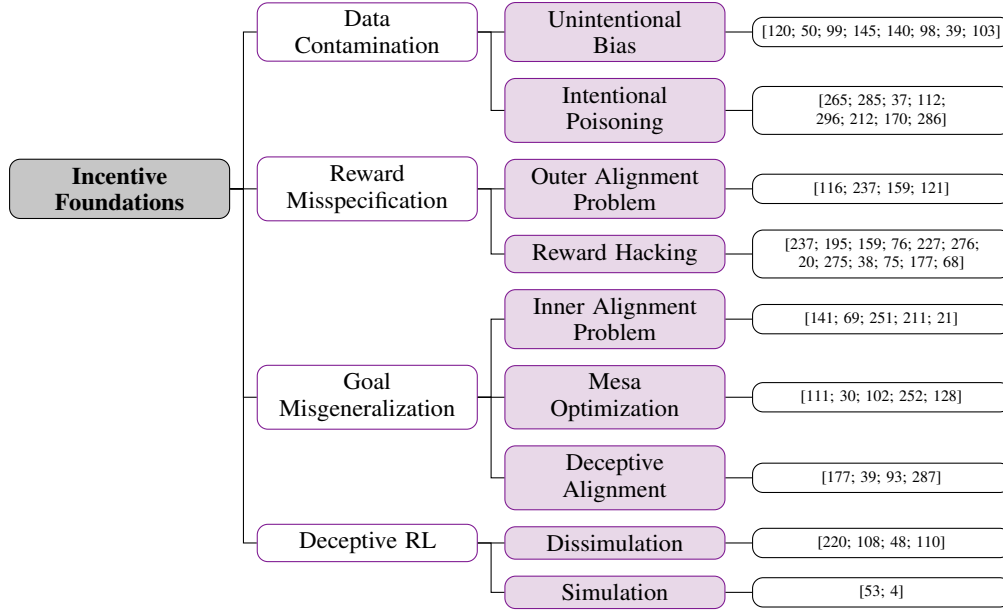 Incentive
Foundations
Data
Contamination
Unintentional
Bias
[120; 50; 99; 145; 140; 98; 39; 103]
Intentional
Poisoning
[265; 285; 37; 112;
296; 212; 170; 286]
Reward
Misspecification
Outer Alignment
Problem
[116; 237; 159; 121]
Reward Hacking
[237; 195; 159; 76; 227; 276;
20; 275; 38; 75; 177; 68]
Goal
Misgeneralization
Inner Alignment
Problem
[141; 69; 251; 211; 21]
Mesa
Optimization
[111; 30; 102; 252; 128]
Deceptive
Alignment
[177; 39; 93; 287]
Deceptive RL
Dissimulation
[220; 108; 48; 110]
Simulation
[53; 4]